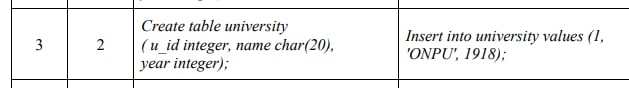 3
2
Create table university
( u_id integer, name char(20),
year integer);
Insert into university values (1,
'ONPU', 1918);